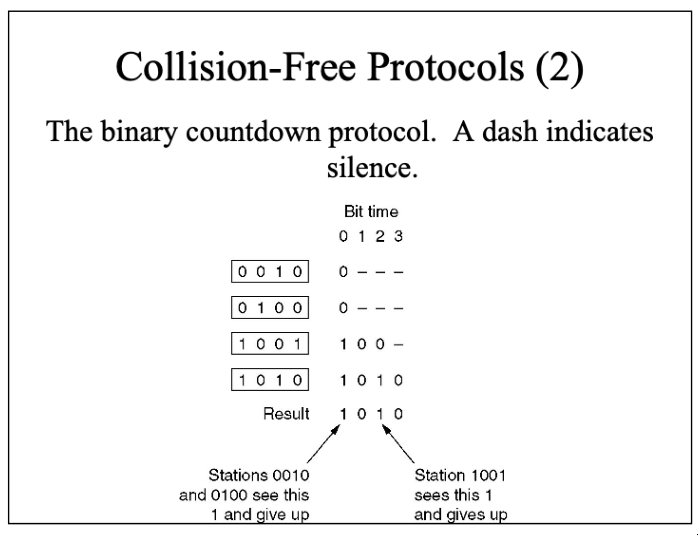 Collision-Free Protocols (2)
The binary countdown protocol.  A dash indicates
silence.
Bit time
0 1 2 3
0 0 1 0 0 – – –
0 1 0 0 0 – – –
1 0 0 1 1 0 0 –
1 0 1 0 1 0 1 0
Result 1 0 1 0
Stations 0010
and 0100 see this
1 and give up
Station 1001
sees this 1
and gives up